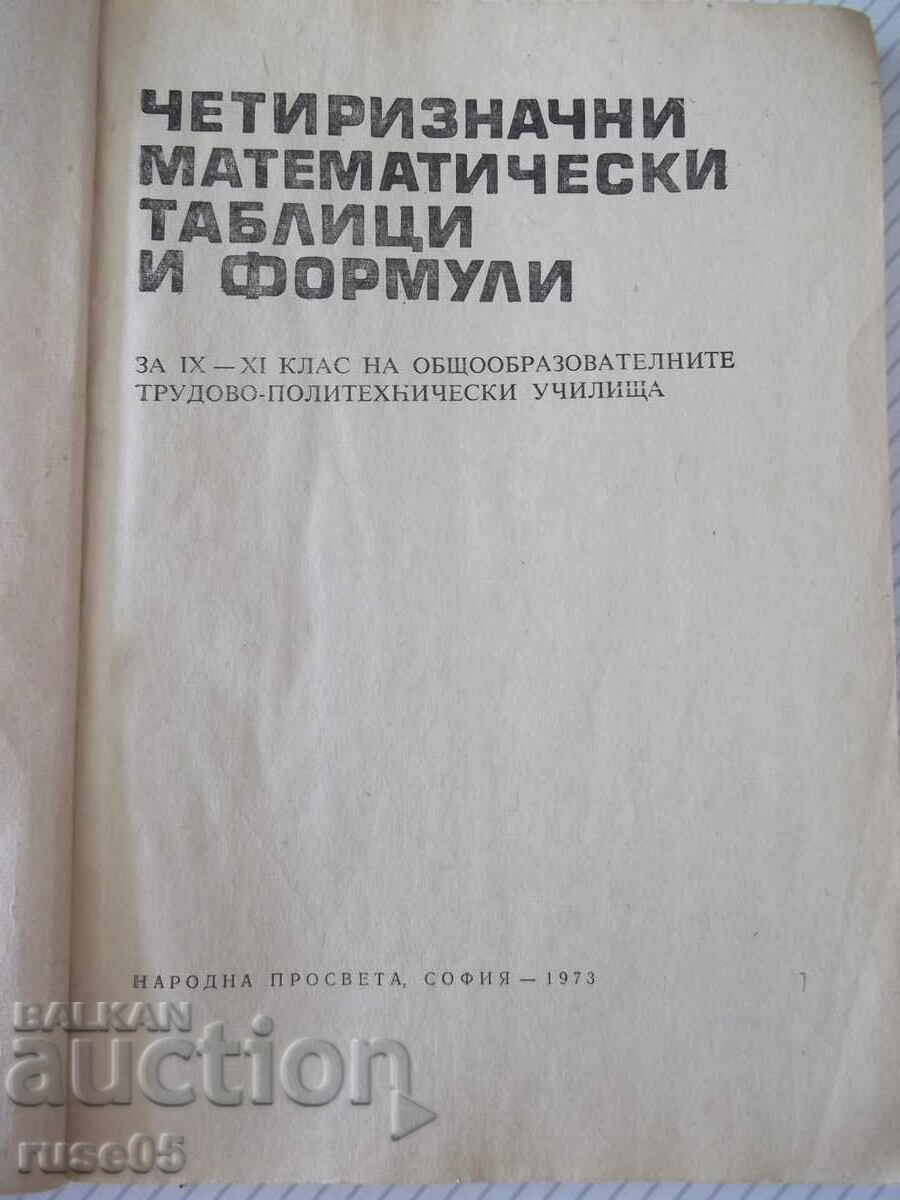 ЧЕТИРИЗНАЧНИ
МАТЕМАТИЧЕСКИ
ТАБЛИЦИ
И ФОРМУЛИ
ЗА IX — XI КЛАС НА ОБЩООБРАЗОВАТЕЛНИТЕ
ТРУДОВО-ПОЛИТЕХНИЧЕСКИ УЧИЛИЩА
НАРОДНА ПРОСВЕТА, СОФИЯ — 1973
BALKAN
auction
ruse05